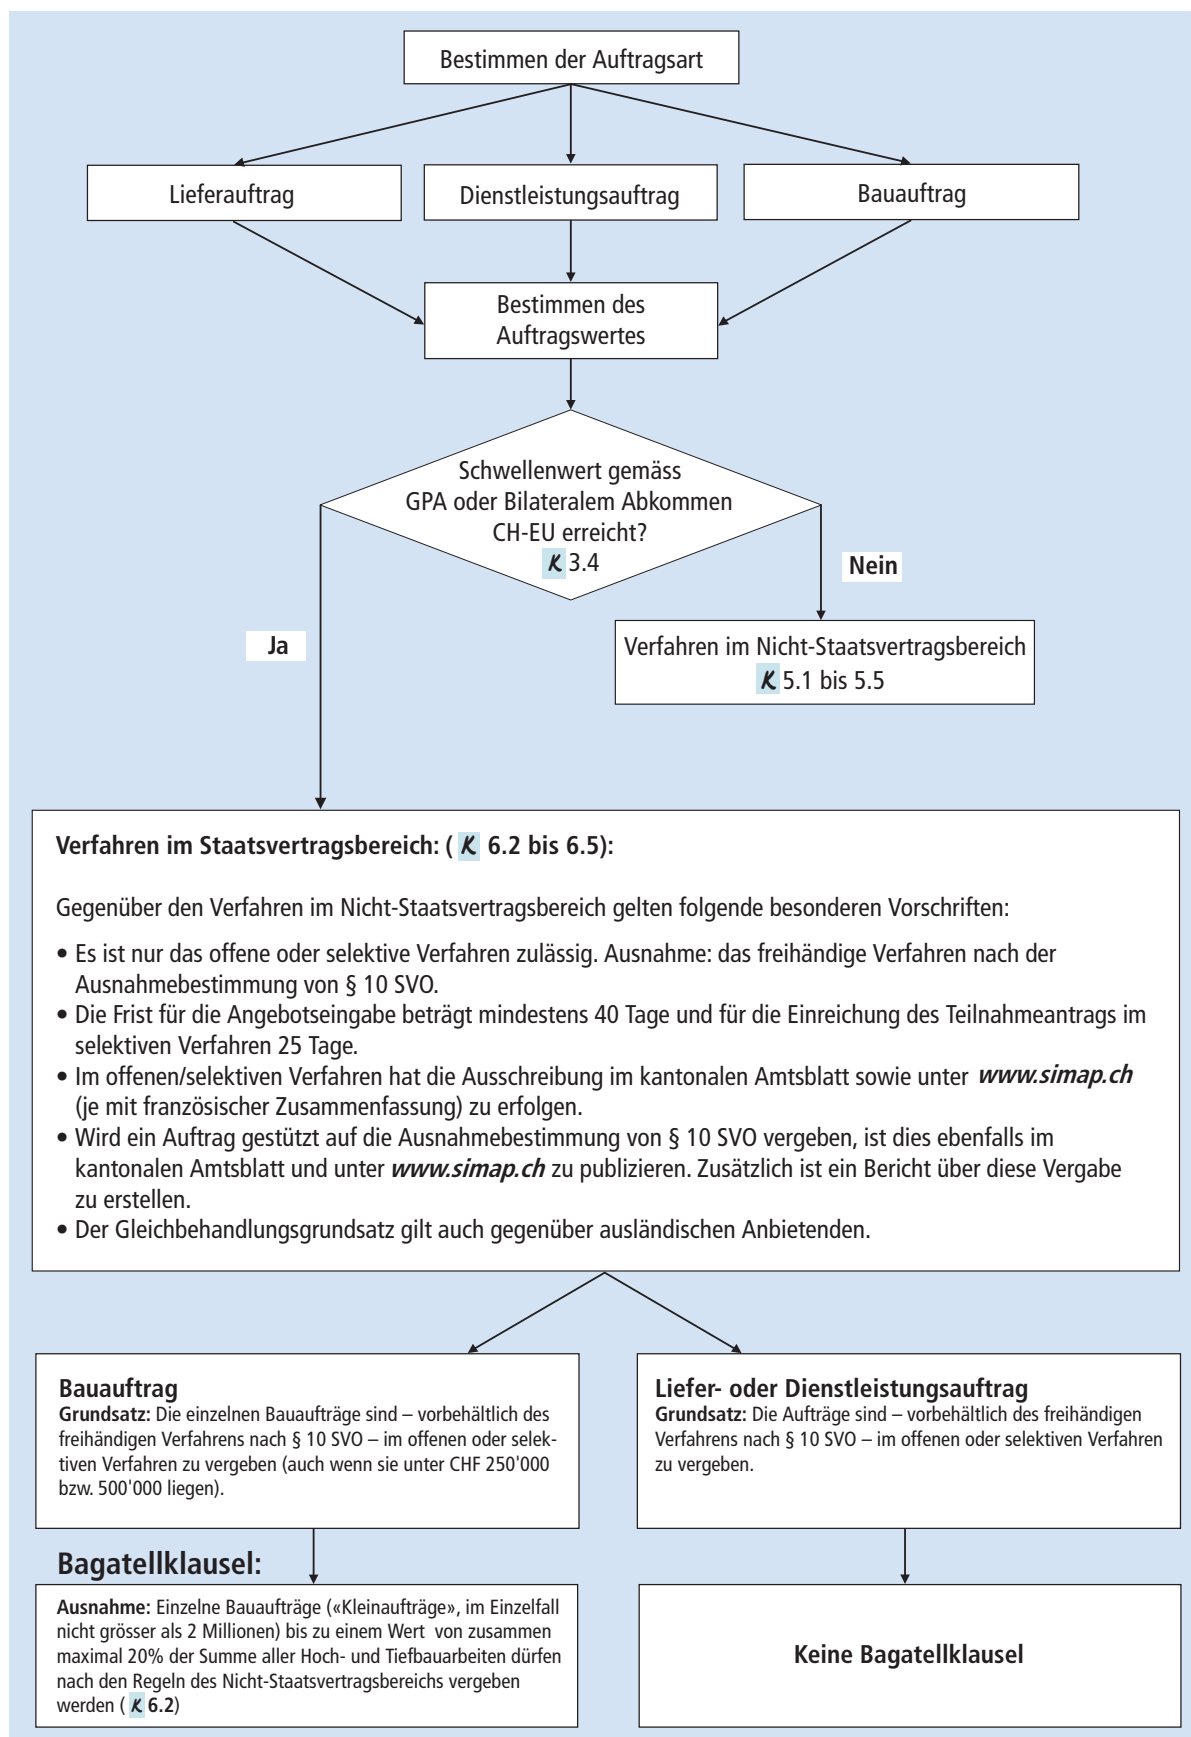 Bestimmen der Auftragsart
Lieferauftrag
Dienstleistungsauftrag
Bauauftrag
Bestimmen des
Auftragswertes
Schwellenwert gemäss
GPA oder Bilateralem Abkommen
CH-EU erreicht?
K 3.4
Nein
Ja
Verfahren im Nicht-Staatsvertragsbereich
K 5.1 bis 5.5
Verfahren im Staatsvertragsbereich: ( K 6.2 bis 6.5):
Gegenüber den Verfahren im Nicht-Staatsvertragsbereich gelten folgende besonderen Vorschriften:
• Es ist nur das offene oder selektive Verfahren zulässig. Ausnahme: das freihändige Verfahren nach der
Ausnahmebestimmung von § 10 SVO.
• Die Frist für die Angebotseingabe beträgt mindestens 40 Tage und für die Einreichung des Teilnahmeantrags im
selektiven Verfahren 25 Tage.
• Im offenen/selektiven Verfahren hat die Ausschreibung im kantonalen Amtsblatt sowie unter www.simap.ch
(je mit französischer Zusammenfassung) zu erfolgen.
• Wird ein Auftrag gestützt auf die Ausnahmebestimmung von § 10 SVO vergeben, ist dies ebenfalls im
kantonalen Amtsblatt und unter www.simap.ch zu publizieren. Zusätzlich ist ein Bericht über diese Vergabe
zu erstellen.
• Der Gleichbehandlungsgrundsatz gilt auch gegenüber ausländischen Anbietenden.
Bauauftrag
Grundsatz: Die einzelnen Bauaufträge sind – vorbehältlich des
freihändigen Verfahrens nach § 10 SVO – im offenen oder selek-
tiven Verfahren zu vergeben (auch wenn sie unter CHF 250'000
bzw. 500'000 liegen).
Liefer- oder Dienstleistungsauftrag
Grundsatz: Die Aufträge sind – vorbehältlich des freihändigen
Verfahrens nach § 10 SVO – im offenen oder selektiven Verfahren
zu vergeben.
Bagatellklausel:
Ausnahme: Einzelne Bauaufträge («Kleinaufträge», im Einzelfall
nicht grösser als 2 Millionen) bis zu einem Wert von zusammen
maximal 20% der Summe aller Hoch- und Tiefbauarbeiten dürfen
nach den Regeln des Nicht-Staatsvertragsbereichs vergeben
werden ( K 6.2)
Keine Bagatellklausel